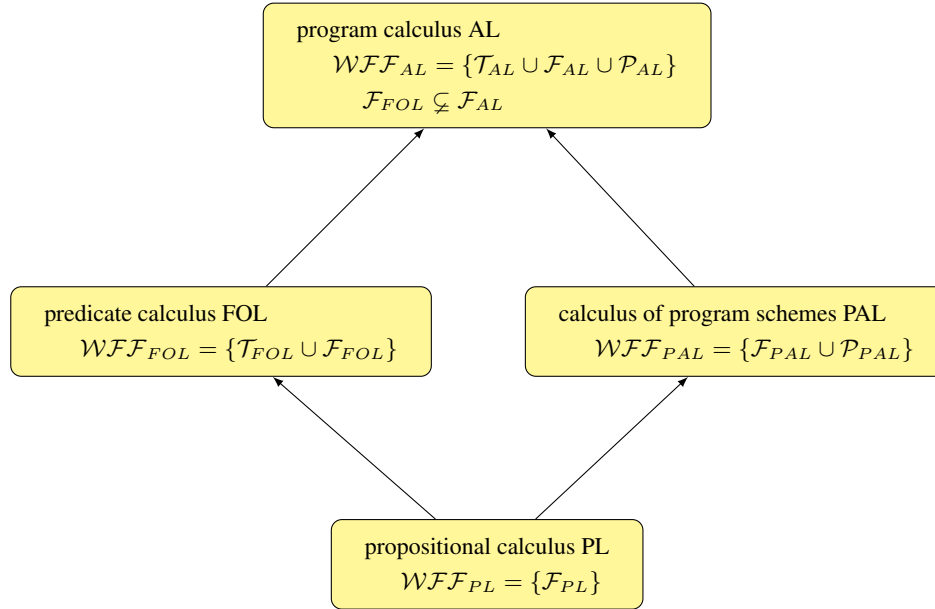 program calculus AL
𝒲ℱℱ_{AL} = {𝒯_{AL} ∪ ℱ_{AL} ∪ 𝒫_{AL}}
ℱ_{FOL} ⊊ ℱ_{AL}
predicate calculus FOL
𝒲ℱℱ_{FOL} = {𝒯_{FOL} ∪ ℱ_{FOL}}
calculus of program schemes PAL
𝒲ℱℱ_{PAL} = {ℱ_{PAL} ∪ 𝒫_{PAL}}
propositional calculus PL
𝒲ℱℱ_{PL} = {ℱ_{PL}}